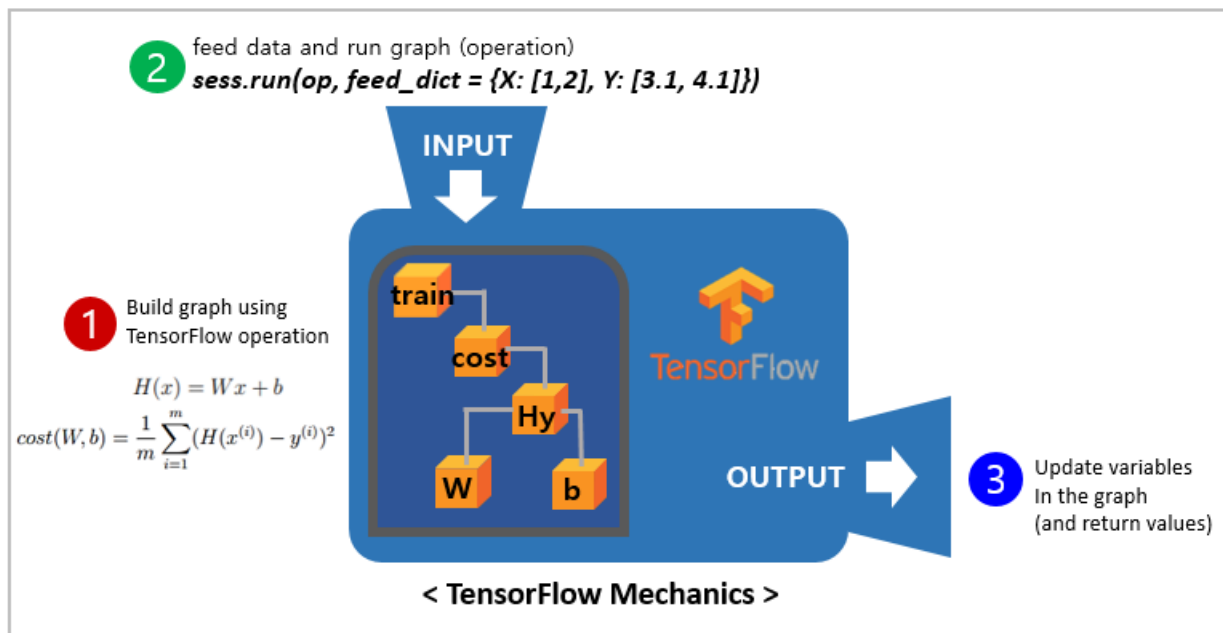 2
feed data and run graph (operation)
sess.run(op, feed_dict = {X: [1,2], Y: [3.1, 4.1]})
INPUT
1
Build graph using
TensorFlow operation
H(x) = Wx + b
cost(W, b) = \frac{1}{m} \sum_{i=1}^{m} (H(x^{(i)}) − y^{(i)})^2
train
cost
Hy
W
b
TensorFlow
OUTPUT
3
Update variables
In the graph
(and return values)
< TensorFlow Mechanics >